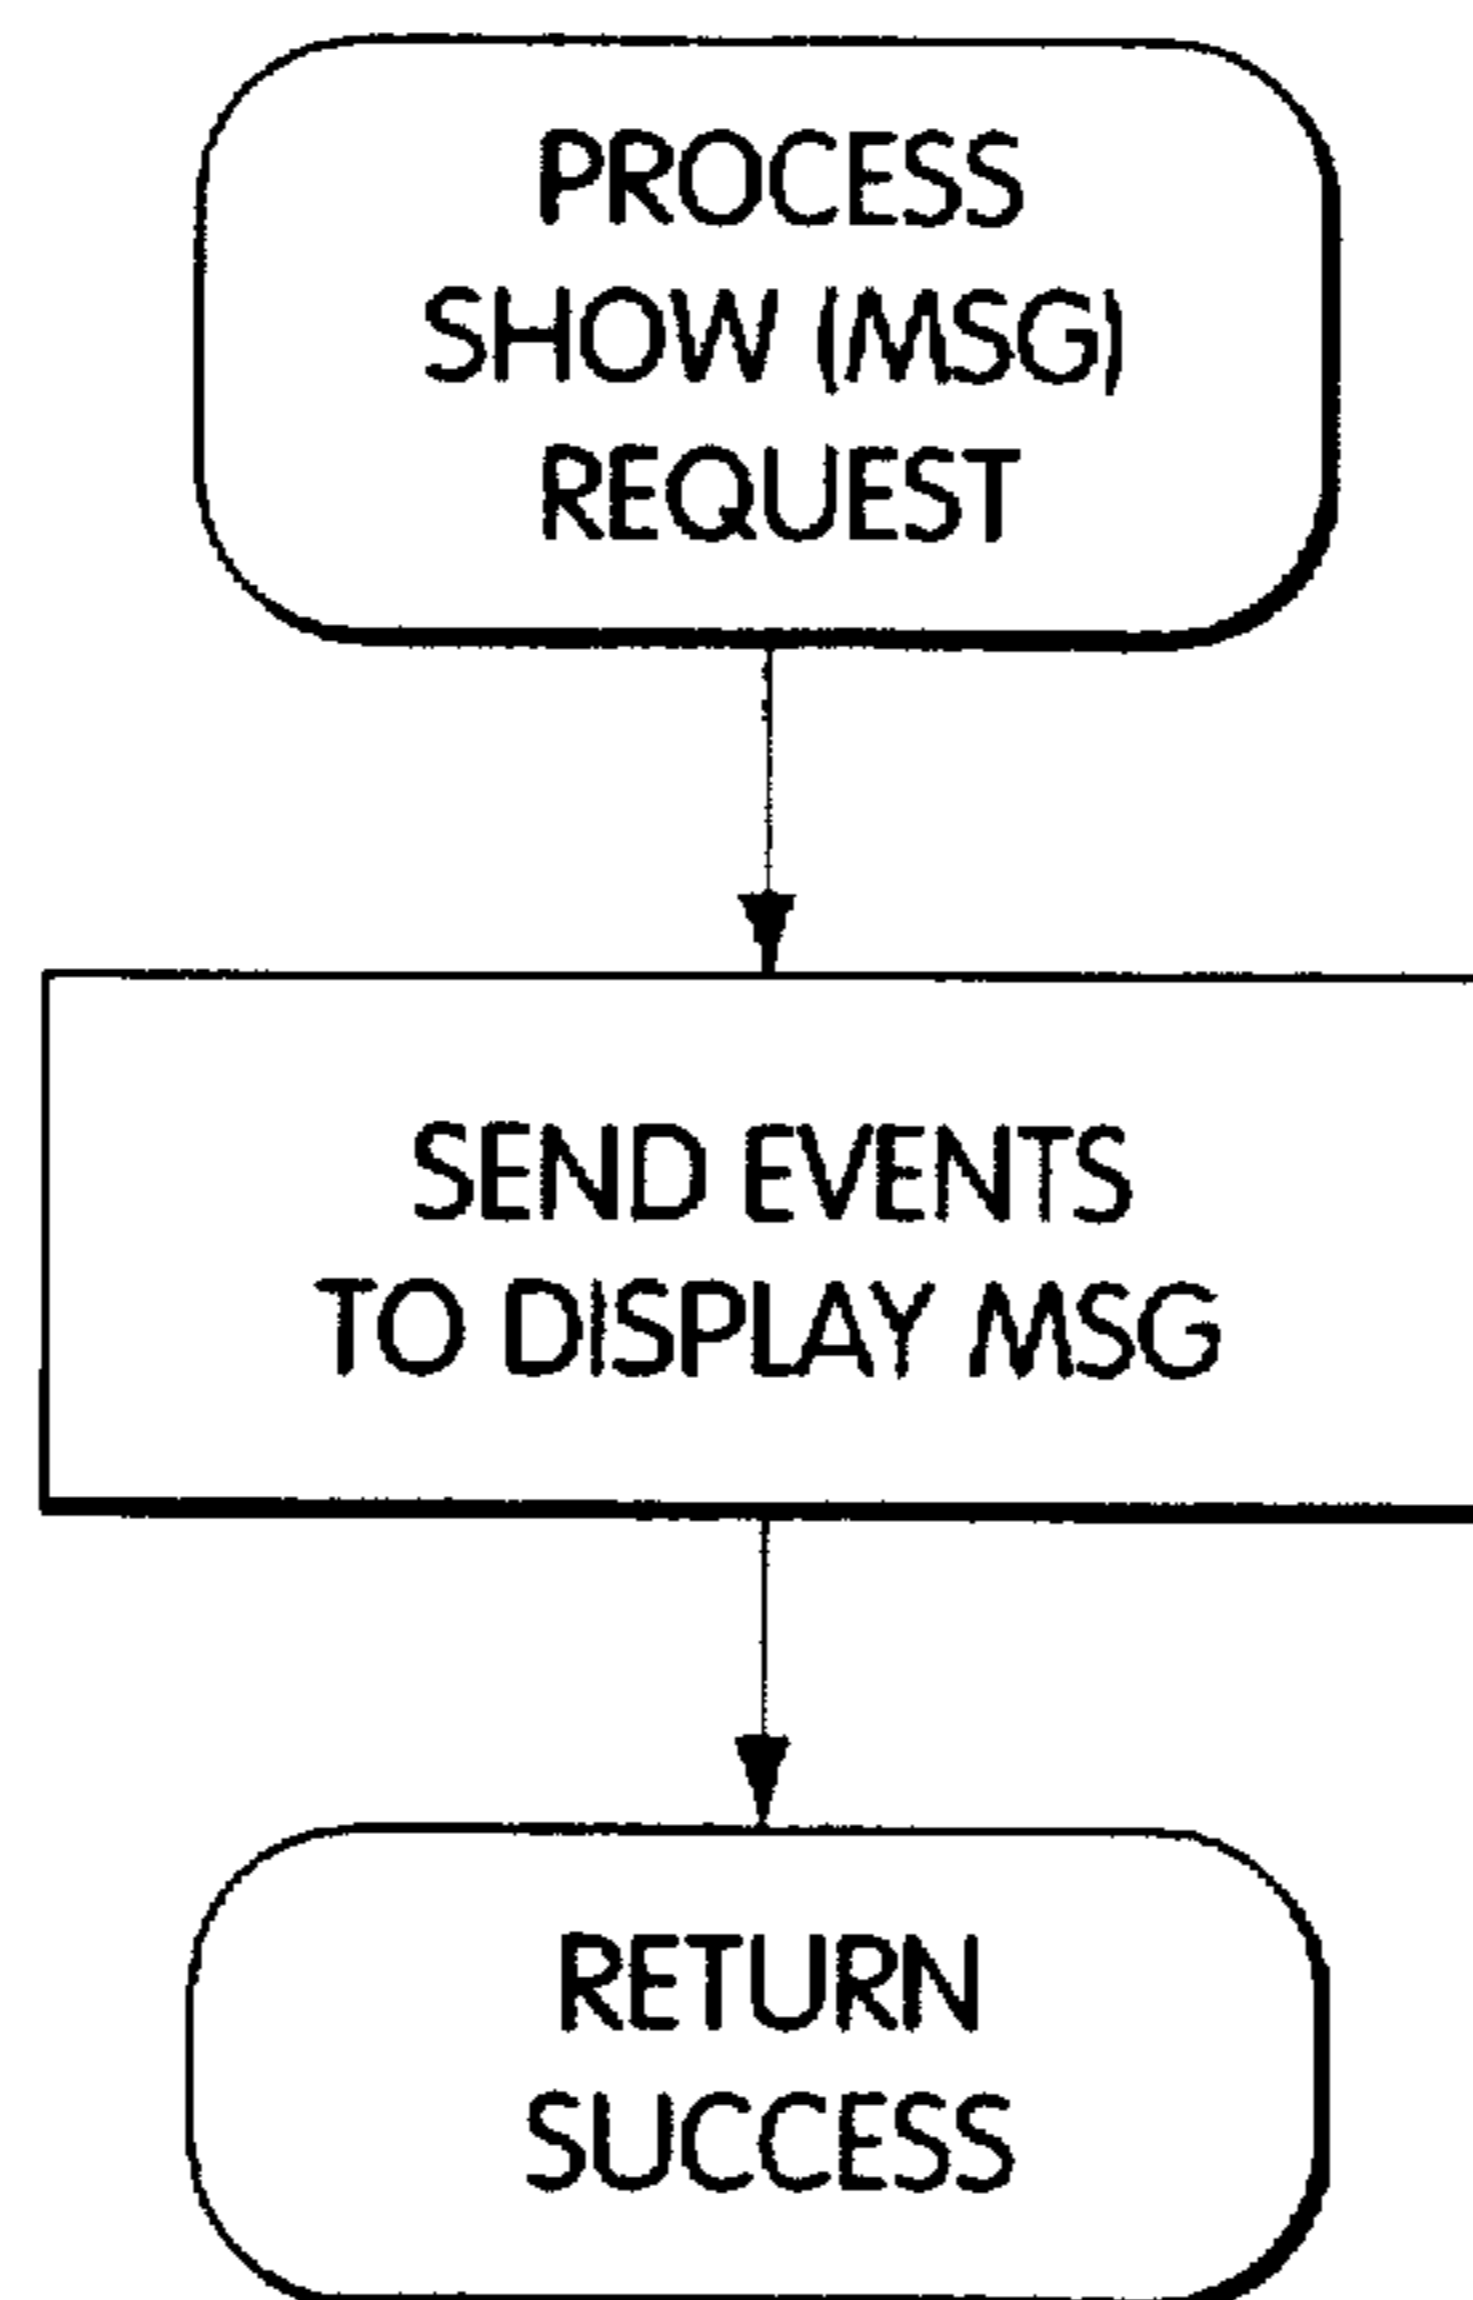 PROCESS
SHOW (MSG)
REQUEST
SEND EVENTS
TO DISPLAY MSG
RETURN
SUCCESS